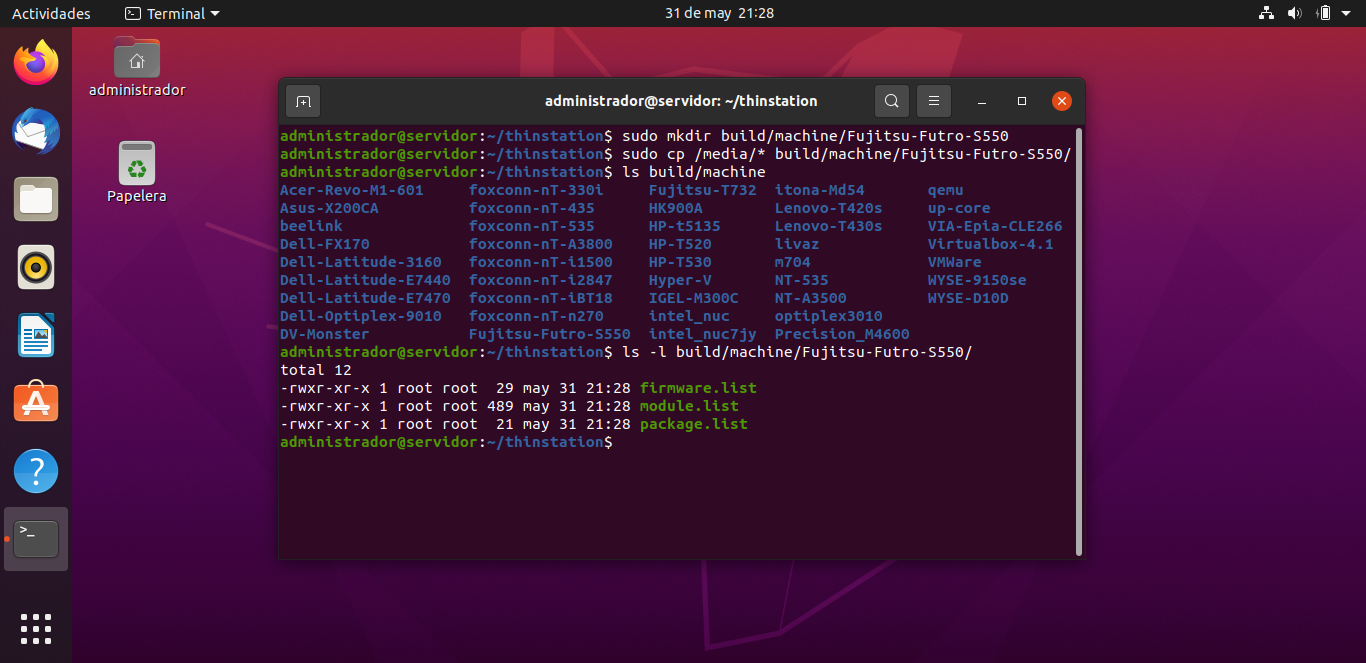 Actividades Terminal 31 de may 21:28
administrador
Papelera
administrador@servidor: ~/thinstation
administrador@servidor:~/thinstation$ sudo mkdir build/machine/Fujitsu-Futro-S550
administrador@servidor:~/thinstation$ sudo cp /media/* build/machine/Fujitsu-Futro-S550/
administrador@servidor:~/thinstation$ ls build/machine
Acer-Revo-M1-601 foxconn-nT-330i Fujitsu-T732 itona-Md54 qemu
Asus-X200CA foxconn-nT-435 HK900A Lenovo-T420s up-core
beelink foxconn-nT-535 HP-t5135 Lenovo-T430s VIA-Epia-CLE266
Dell-FX170 foxconn-nT-A3800 HP-T520 livaz Virtualbox-4.1
Dell-Latitude-3160 foxconn-nT-i1500 HP-T530 m704 VMWare
Dell-Latitude-E7440 foxconn-nT-i2847 Hyper-V NT-535 WYSE-9150se
Dell-Latitude-E7470 foxconn-nT-iBT18 IGEL-M300C NT-A3500 WYSE-D10D
Dell-Optiplex-9010 foxconn-nT-n270 intel_nuc optiplex3010
DV-Monster Fujitsu-Futro-S550 intel_nuc7jy Precision_M4600
administrador@servidor:~/thinstation$ ls -l build/machine/Fujitsu-Futro-S550/
total 12
-rwxr-xr-x 1 root root 29 may 31 21:28 firmware.list
-rwxr-xr-x 1 root root 489 may 31 21:28 module.list
-rwxr-xr-x 1 root root 21 may 31 21:28 package.list
administrador@servidor:~/thinstation$